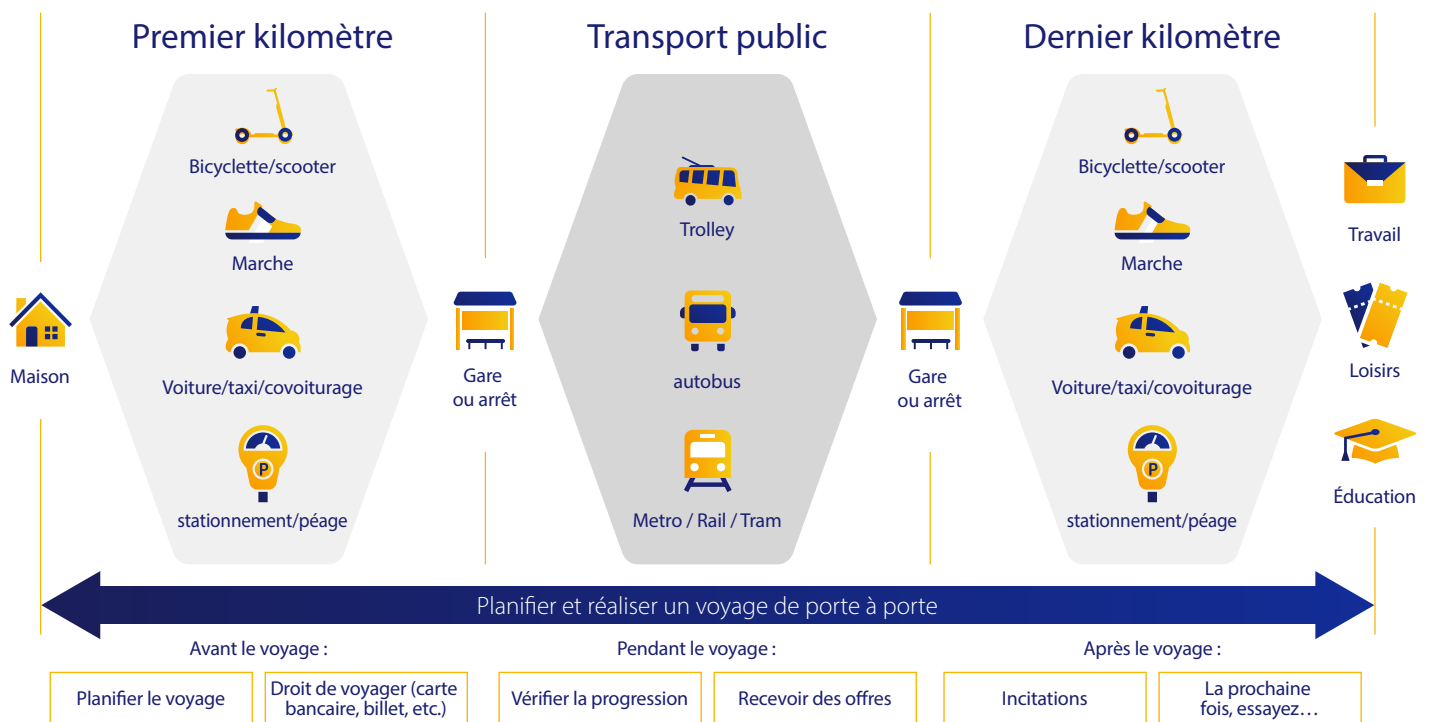 Premier kilomètre
Transport public
Dernier kilomètre
Bicyclette/scooter
Marche
Voiture/taxi/covoiturage
P
stationnement/péage
Maison
Gare
ou arrêt
Trolley
autobus
Metro / Rail / Tram
Gare
ou arrêt
Bicyclette/scooter
Marche
Voiture/taxi/covoiturage
P
stationnement/péage
Travail
Loisirs
Éducation
Planifier et réaliser un voyage de porte à porte
Avant le voyage :
Planifier le voyage
Droit de voyager (carte
bancaire, billet, etc.)
Pendant le voyage :
Vérifier la progression
Recevoir des offres
Après le voyage :
Incitations
La prochaine
fois, essayez…